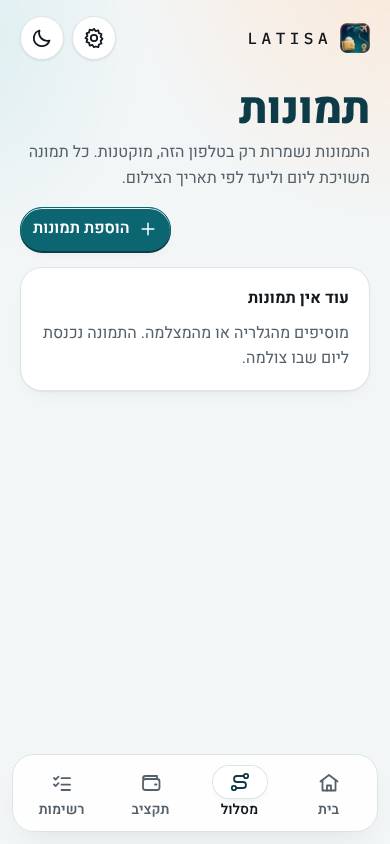 LATISA
תמונות
התמונות נשמרות רק בטלפון הזה, מוקטנות. כל תמונה
משויכת ליום וליעד לפי תאריך הצילום.
הוספת תמונות
עוד אין תמונות
מוסיפים מהגלריה או מהמצלמה. התמונה נכנסת
ליום שבו צולמה.
בית
מסלול
תקציב
רשימות